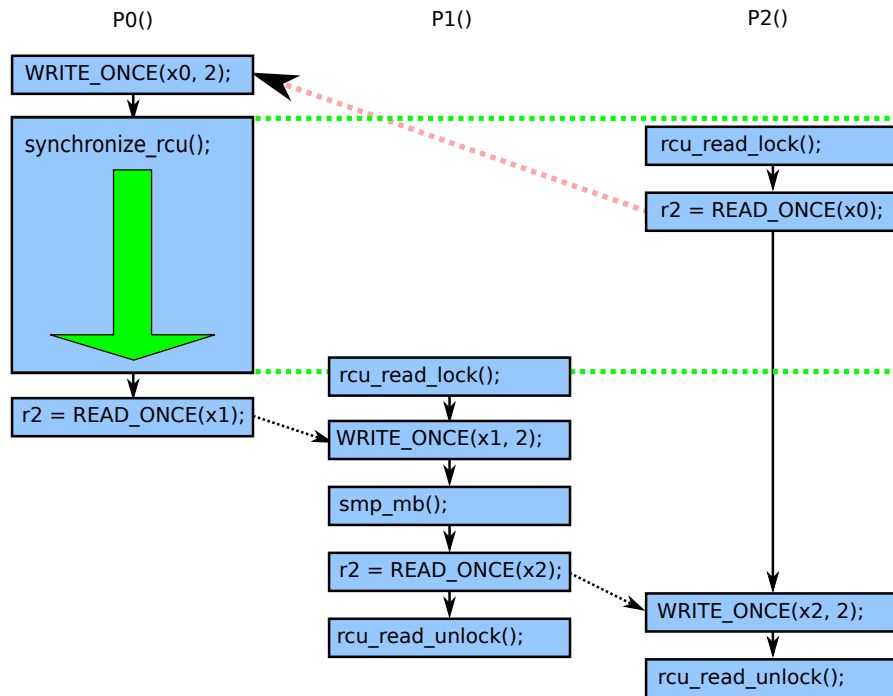 P0()
P1()
P2()
WRITE_ONCE(x0, 2);
synchronize_rcu();
rcu_read_lock();
r2 = READ_ONCE(x0);
rcu_read_lock();
r2 = READ_ONCE(x1);
WRITE_ONCE(x1, 2);
smp_mb();
r2 = READ_ONCE(x2);
WRITE_ONCE(x2, 2);
rcu_read_unlock();
rcu_read_unlock();